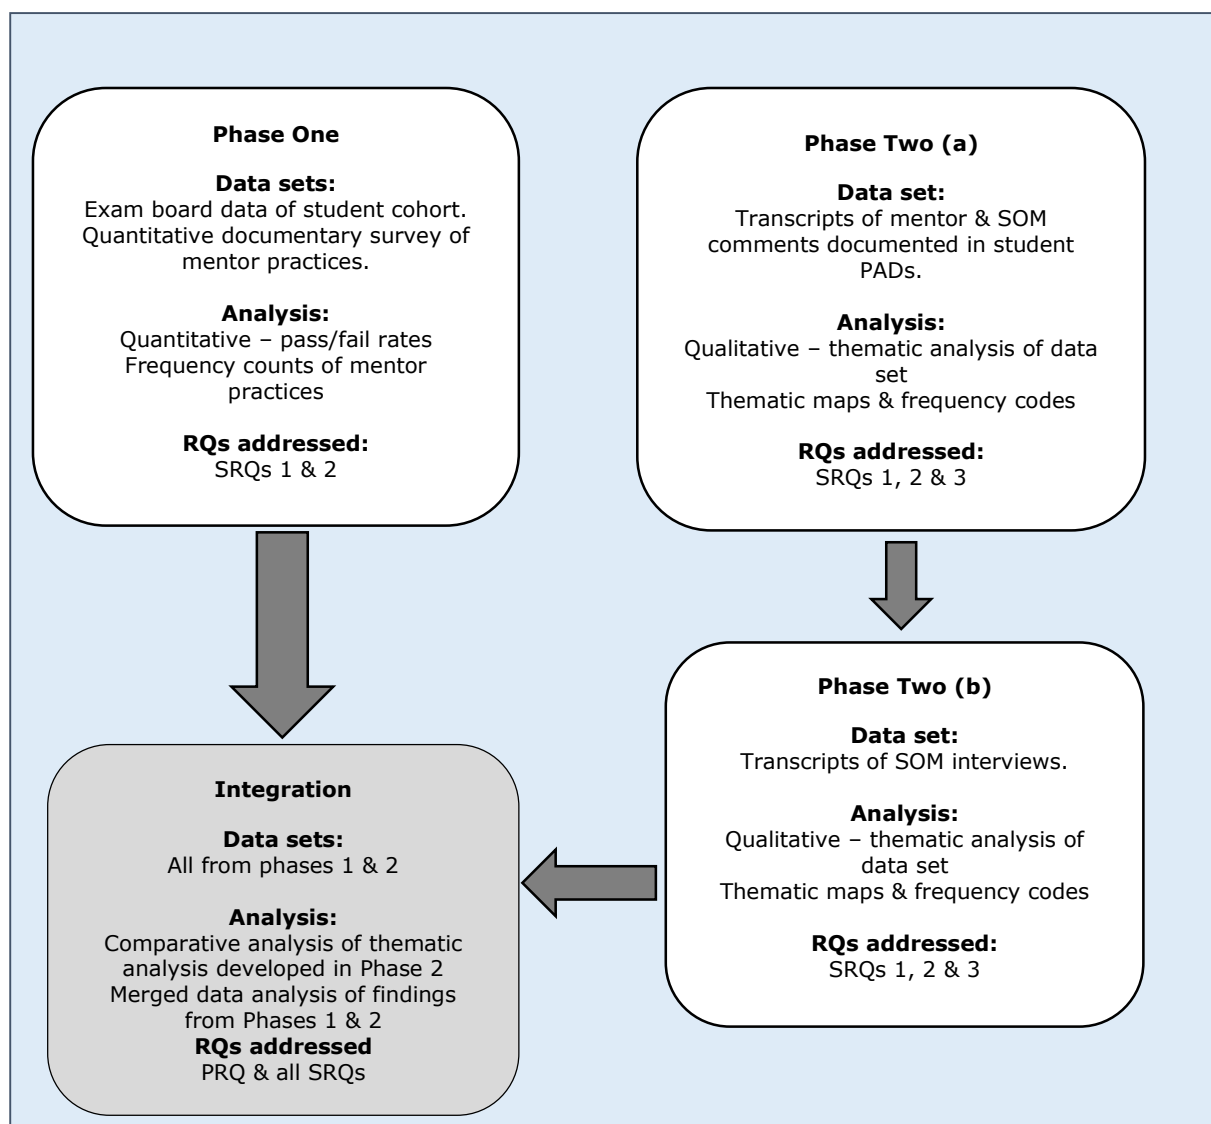 Phase One
Data sets:
Exam board data of student cohort.
Quantitative documentary survey of
mentor practices.
Analysis:
Quantitative – pass/fail rates
Frequency counts of mentor
practices
RQs addressed:
SRQs 1 & 2
Phase Two (a)
Data set:
Transcripts of mentor & SOM
comments documented in student
PADs.
Analysis:
Qualitative – thematic analysis of data
set
Thematic maps & frequency codes
RQs addressed:
SRQs 1, 2 & 3
Phase Two (b)
Data set:
Transcripts of SOM interviews.
Analysis:
Qualitative – thematic analysis of
data set
Thematic maps & frequency codes
RQs addressed:
SRQs 1, 2 & 3
Integration
Data sets:
All from phases 1 & 2
Analysis:
Comparative analysis of thematic
analysis developed in Phase 2
Merged data analysis of findings
from Phases 1 & 2
RQs addressed
PRQ & all SRQs